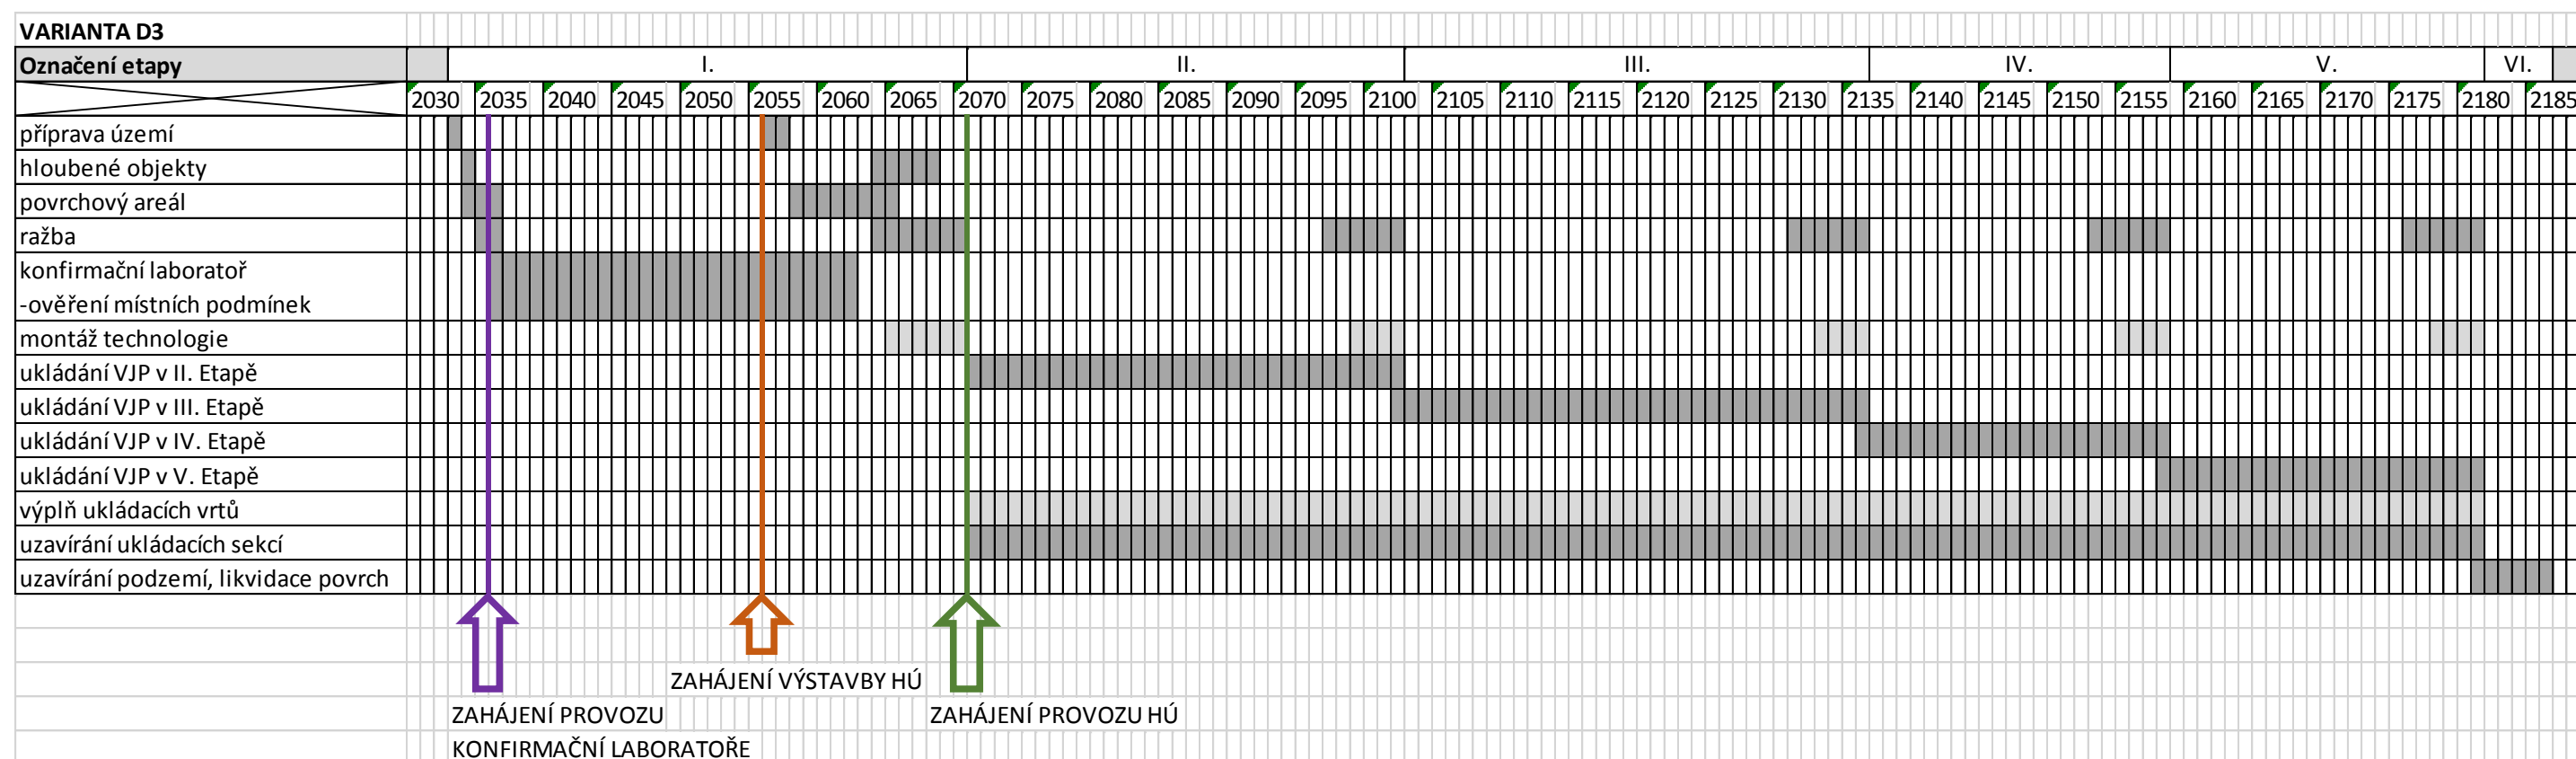 VARIANTA D3
Označení etapy I. II. III. IV. V. VI.
2030 2035 2040 2045 2050 2055 2060 2065 2070 2075 2080 2085 2090 2095 2100 2105 2110 2115 2120 2125 2130 2135 2140 2145 2150 2155 2160 2165 2170 2175 2180 2185
příprava území
hloubené objekty
povrchový areál
ražba
konfirmační laboratoř
-ověření místních podmínek
montáž technologie
ukládání VJP v II. Etapě
ukládání VJP v III. Etapě
ukládání VJP v IV. Etapě
ukládání VJP v V. Etapě
výplň ukládacích vrtů
uzavírání ukládacích sekcí
uzavírání podzemí, likvidace povrch
ZAHÁJENÍ VÝSTAVBY HÚ
ZAHÁJENÍ PROVOZU ZAHÁJENÍ PROVOZU HÚ
KONFIRMAČNÍ LABORATOŘE